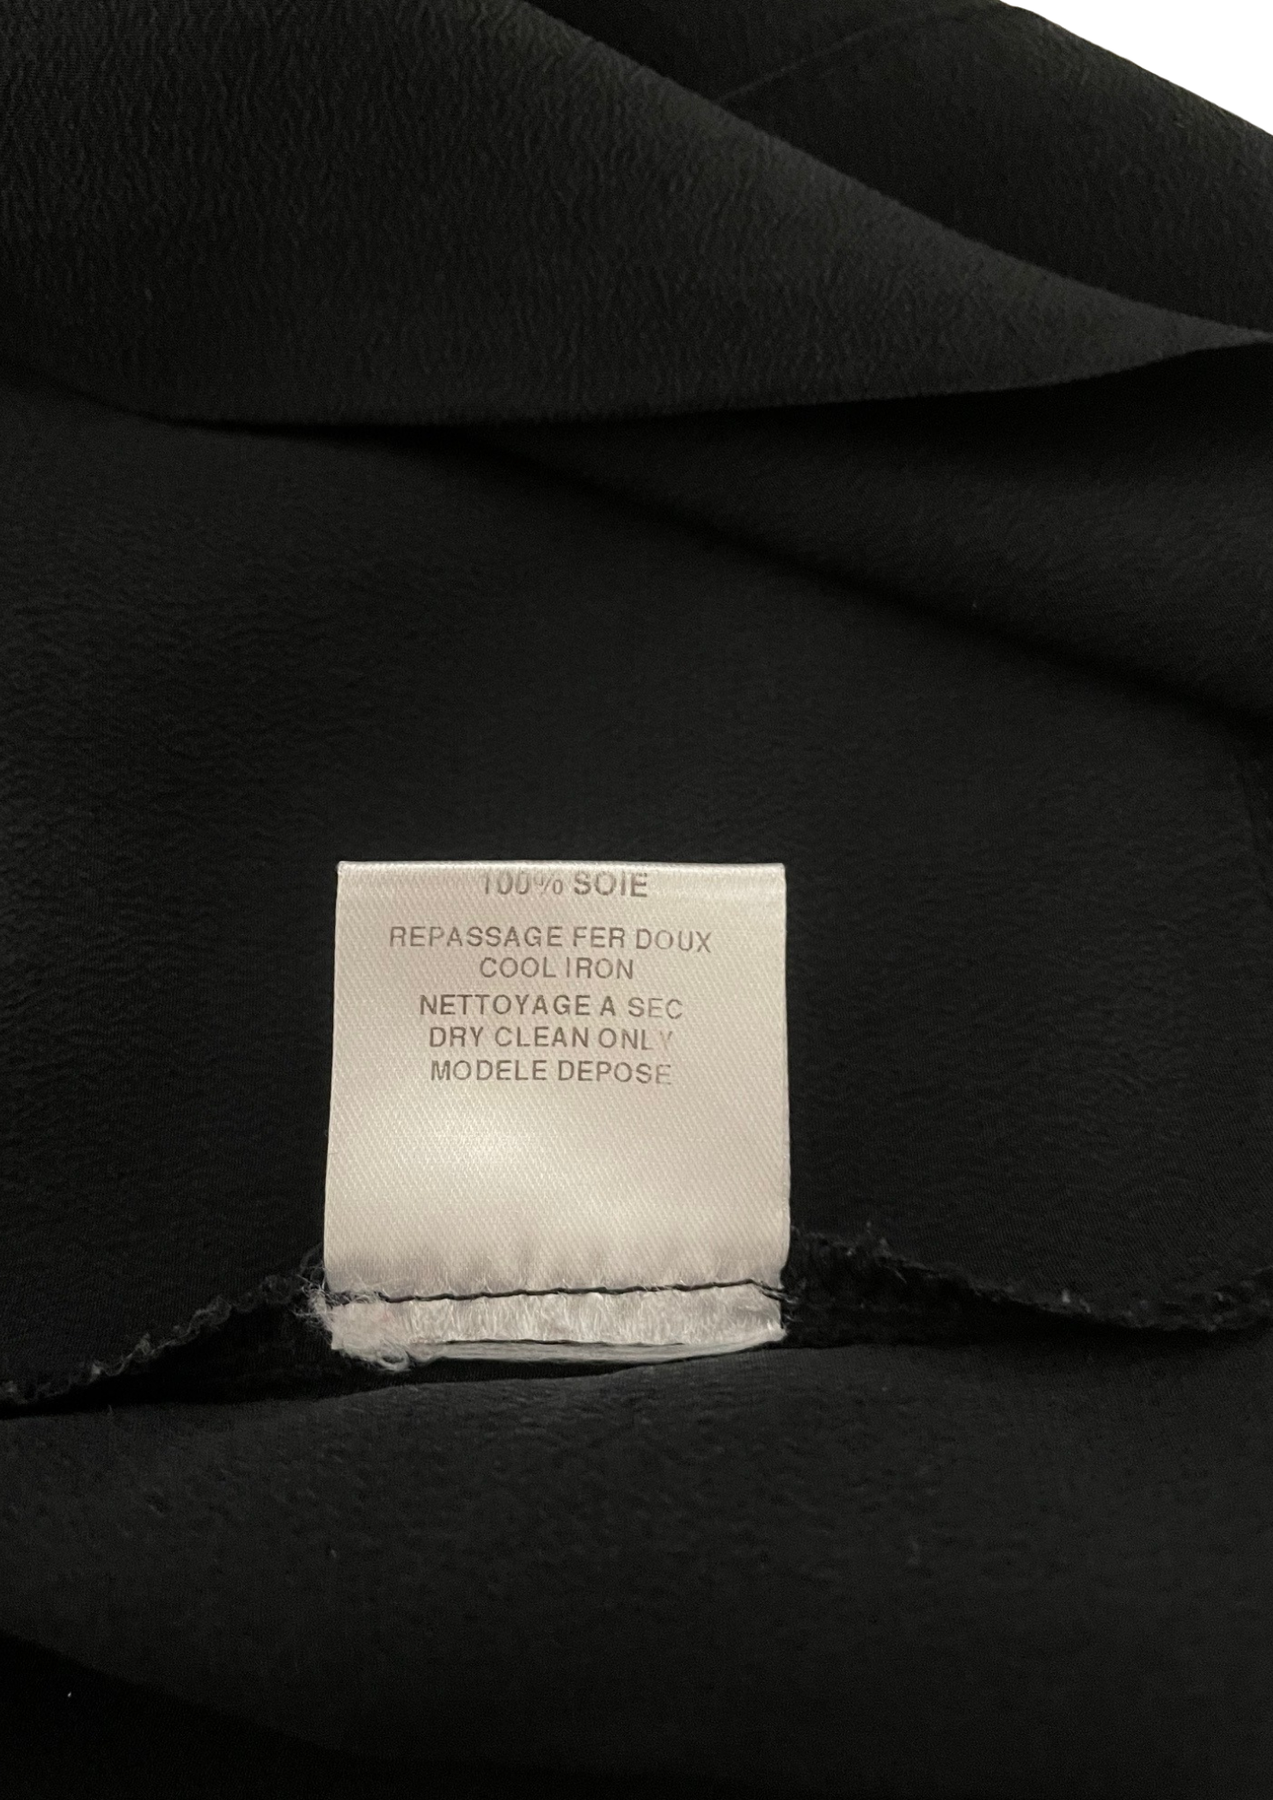 100% SOIE
REPASSAGE FER DOUX
COOL IRON
NETTOYAGE A SEC
DRY CLEAN ONLY
MODELE DEPOSE